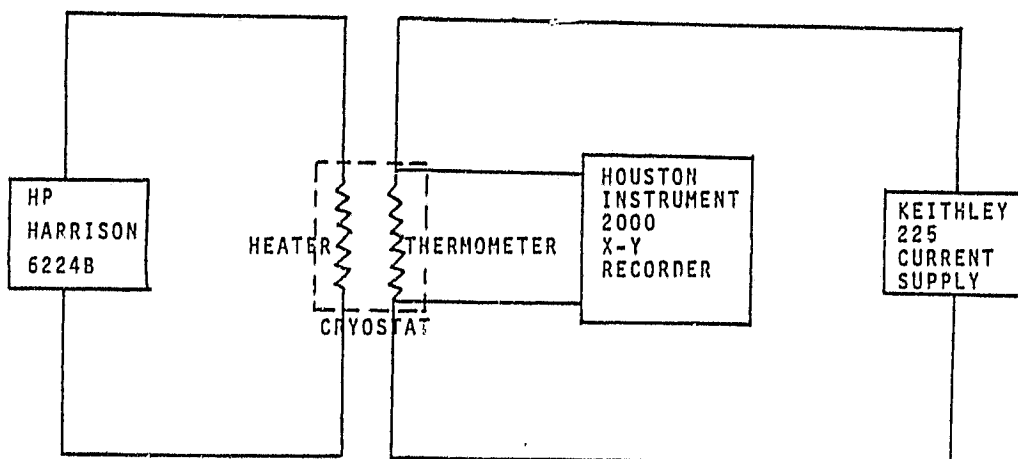 HP
HARRISON
6224B
HEATER
THERMOMETER
CRYOSTAT
HOUSTON
INSTRUMENT
2000
X-Y
RECORDER
KEITHLEY
225
CURRENT
SUPPLY